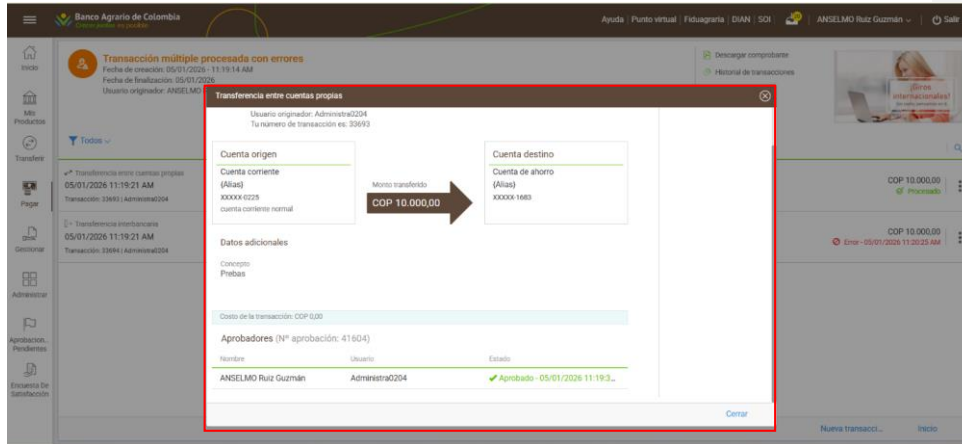 Banco Agrario de Colombia
Ayuda | Punto virtual | Fiduagraria | DIAN | SOI
ANSELMO Ruiz Guzmán
Salir
Inicio
Mis
Productos
Transferir
Pagar
Gestionar
Administrar
Aprobacion...
Pendientes
Encuesta De
Satisfacción
Transacción múltiple procesada con errores
Fecha de creación: 05/01/2026 - 11:19:14 AM
Fecha de finalización: 05/01/2026
Usuario originador: ANSELMO
Descargar comprobante
Historial de transacciones
¡Giros
internacionales!
Todos
Transferencia entre cuentas propias
05/01/2026 11:19:21 AM
Transacción: 33693 | Administra0204
COP 10.000,00
Procesado
Transferencia interbancaria
05/01/2026 11:19:21 AM
Transacción: 33694 | Administra0204
COP 10.000,00
Error - 05/01/2026 11:20:25 AM
Transferencia entre cuentas propias
Usuario originador: Administra0204
Tu número de transacción es: 33693
Cuenta origen
Cuenta corriente
{Alias}
XXXXX-0225
cuenta corriente normal
Monto transferido
COP 10.000,00
Cuenta destino
Cuenta de ahorro
{Alias}
XXXXX-1683
Datos adicionales
Concepto
Prebas
Costo de la transacción: COP 0,00
Aprobadores (Nº aprobación: 41604)
Nombre Usuario Estado
ANSELMO Ruiz Guzmán Administra0204 Aprobado - 05/01/2026 11:19:3...
Cerrar
Nueva transacci... Inicio